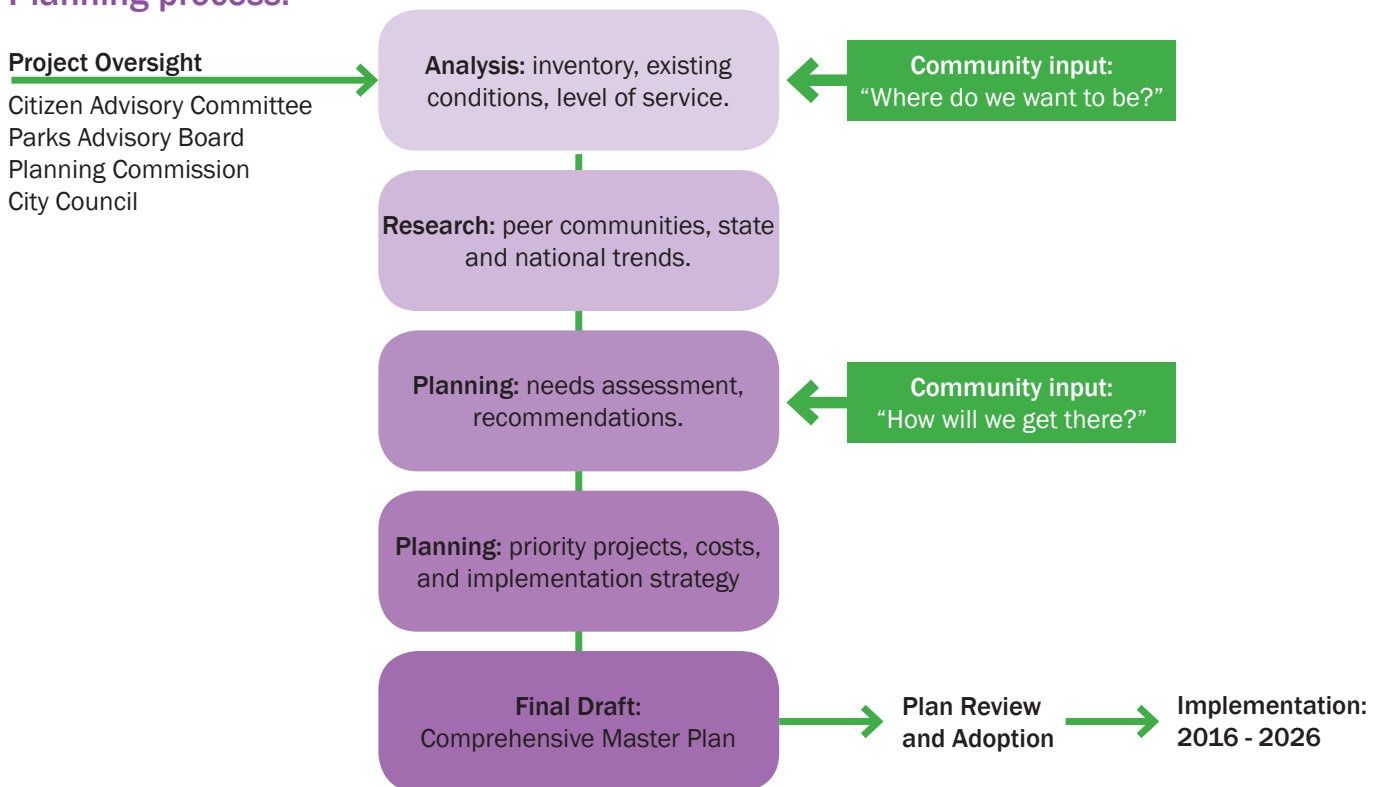 Planning process:
Project Oversight
Citizen Advisory Committee
Parks Advisory Board
Planning Commission
City Council
Analysis: inventory, existing
conditions, level of service.
Community input:
“Where do we want to be?”
Research: peer communities, state
and national trends.
Planning: needs assessment,
recommendations.
Community input:
“How will we get there?”
Planning: priority projects, costs,
and implementation strategy
Final Draft:
Comprehensive Master Plan
Plan Review
and Adoption
Implementation:
2016 - 2026